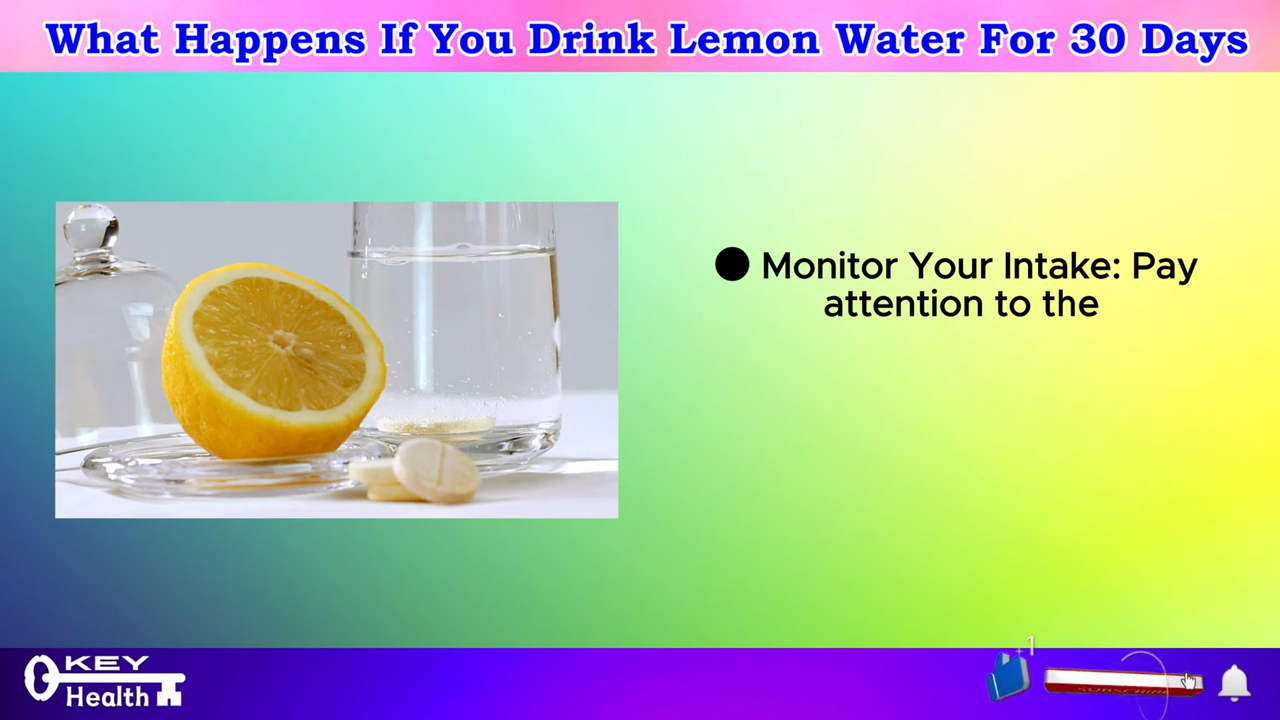 What Happens If You Drink Lemon Water For 30 Days
● Monitor Your Intake: Pay
attention to the
KEY
Health
+1